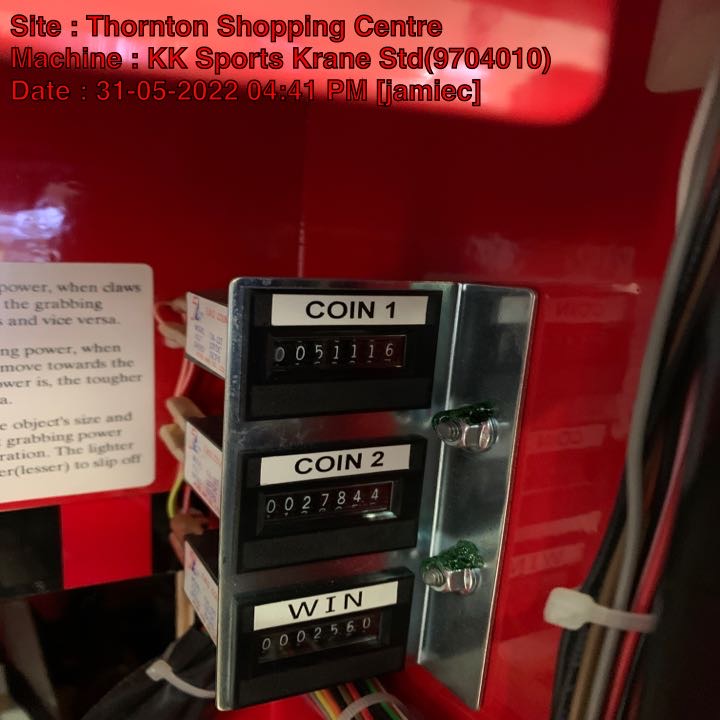 Site : Thornton Shopping Centre
Machine : KK Sports Krane Std(9704010)
Date : 31-05-2022 04:41 PM [jamiec]
power, when claws
the grabbing
and vice versa.
ng power, when
move towards the
ower is, the tougher
a.
e object's size and
grabbing power
ration. The lighter
er(lesser) to slip off
COIN 1
0051116
COIN 2
0027844
WIN
0002560